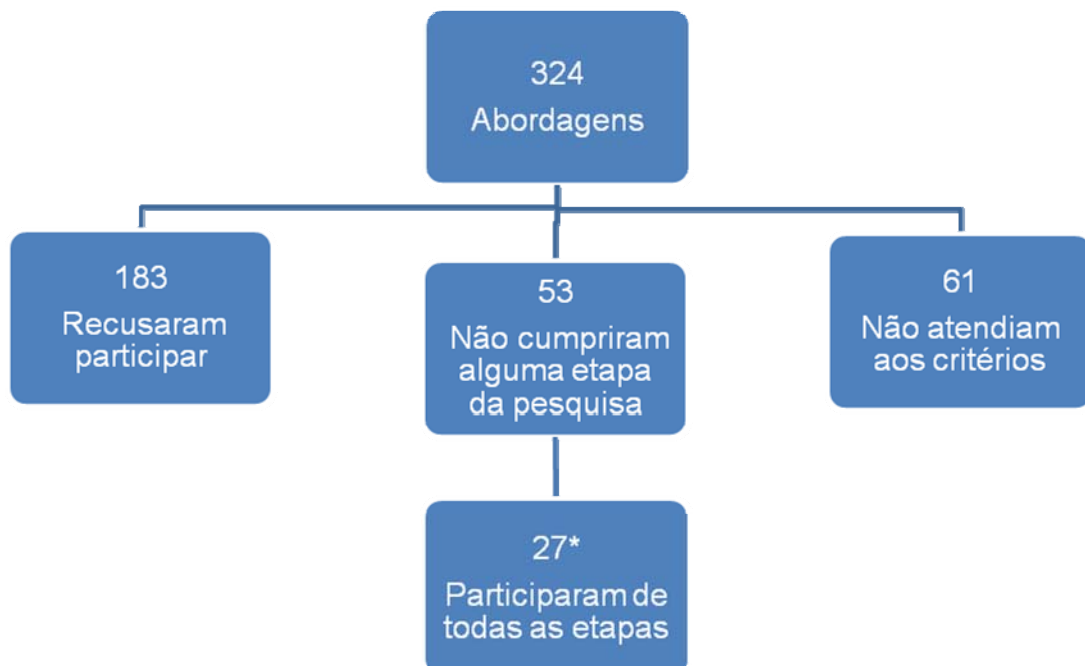 324
Abordagens
183
Recusaram
participar
53
Não cumpriram
alguma etapa
da pesquisa
61
Não atendiam
aos critérios
27*
Participaram de
todas as etapas